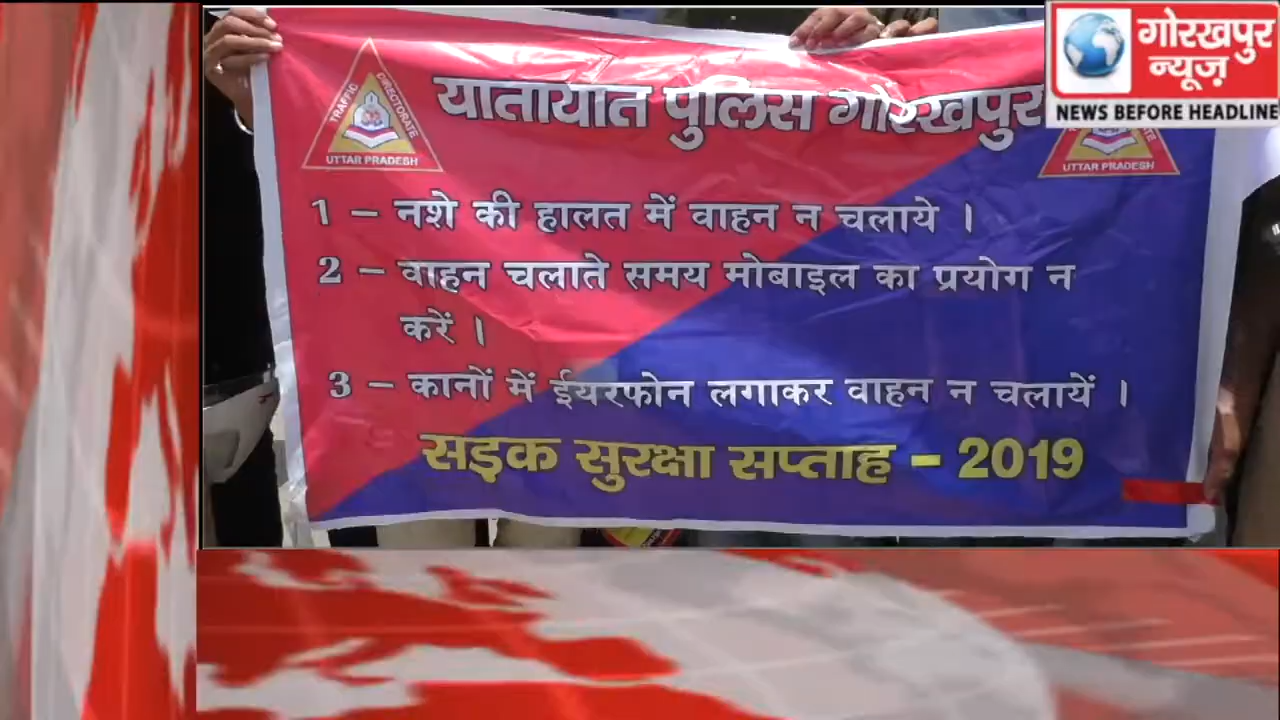 गोरखपुर
न्यूज़
NEWS BEFORE HEADLINE
यातायात पुलिस गोरखपुर
TRAFFIC DIRECTORATE
UTTAR PRADESH
UTTAR PRADESH
1 – नशे की हालत में वाहन न चलाये ।
2 – वाहन चलाते समय मोबाइल का प्रयोग न
करें ।
3 – कानों में ईयरफोन लगाकर वाहन न चलायें ।
सड़क सुरक्षा सप्ताह – 2019